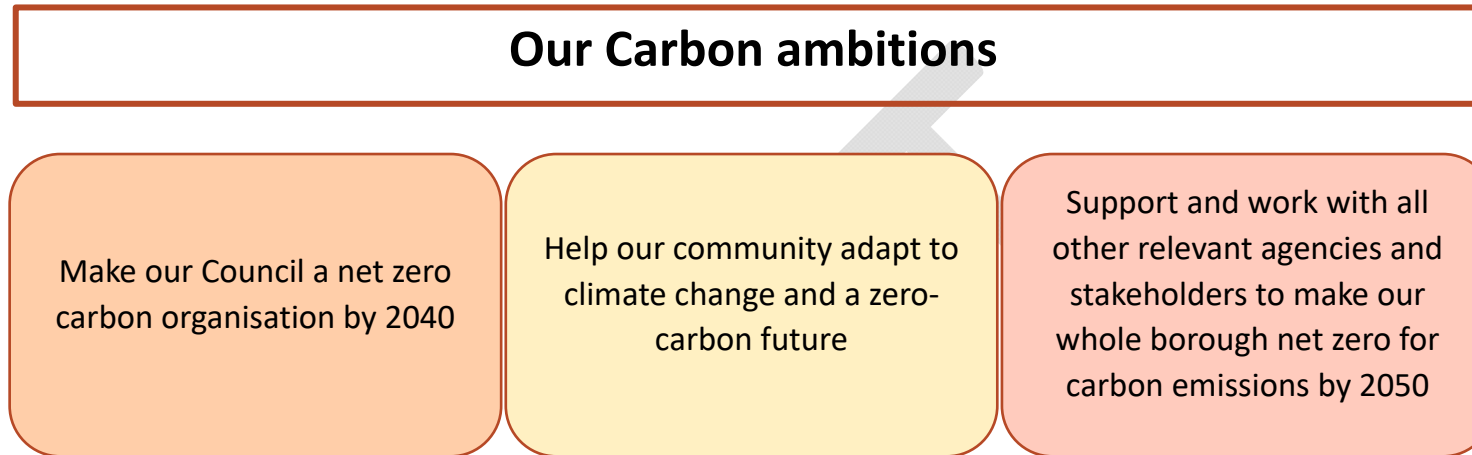 Our Carbon ambitions
Make our Council a net zero
carbon organisation by 2040
Help our community adapt to
climate change and a zero-
carbon future
Support and work with all
other relevant agencies and
stakeholders to make our
whole borough net zero for
carbon emissions by 2050